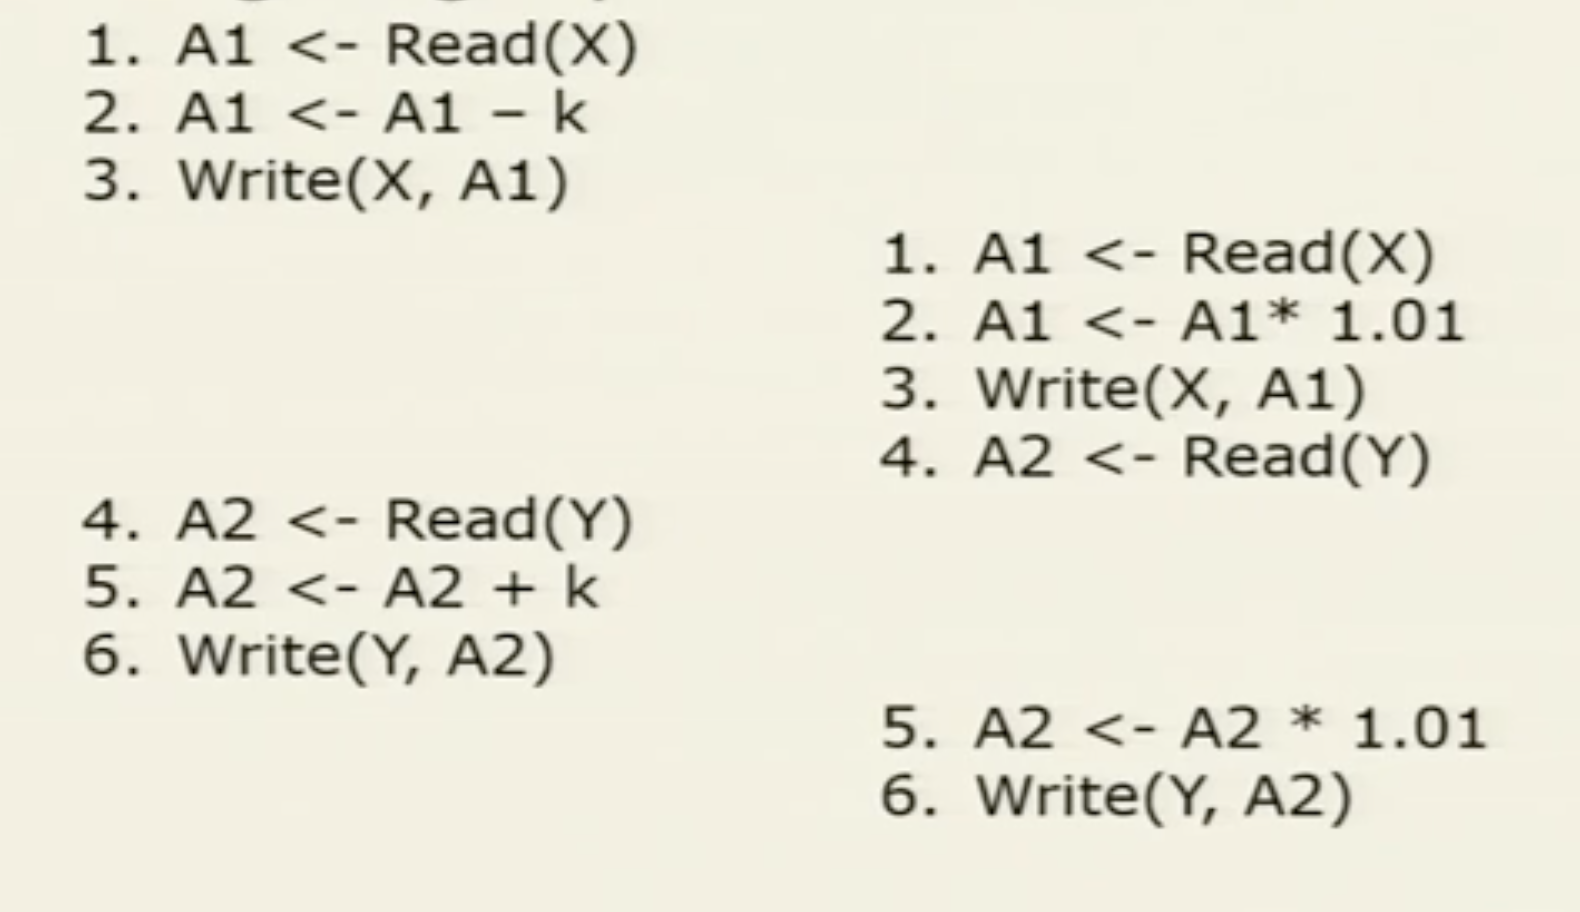 1. A1 <- Read(X)
2. A1 <- A1 – k
3. Write(X, A1)
1. A1 <- Read(X)
2. A1 <- A1* 1.01
3. Write(X, A1)
4. A2 <- Read(Y)
4. A2 <- Read(Y)
5. A2 <- A2 + k
6. Write(Y, A2)
5. A2 <- A2 * 1.01
6. Write(Y, A2)